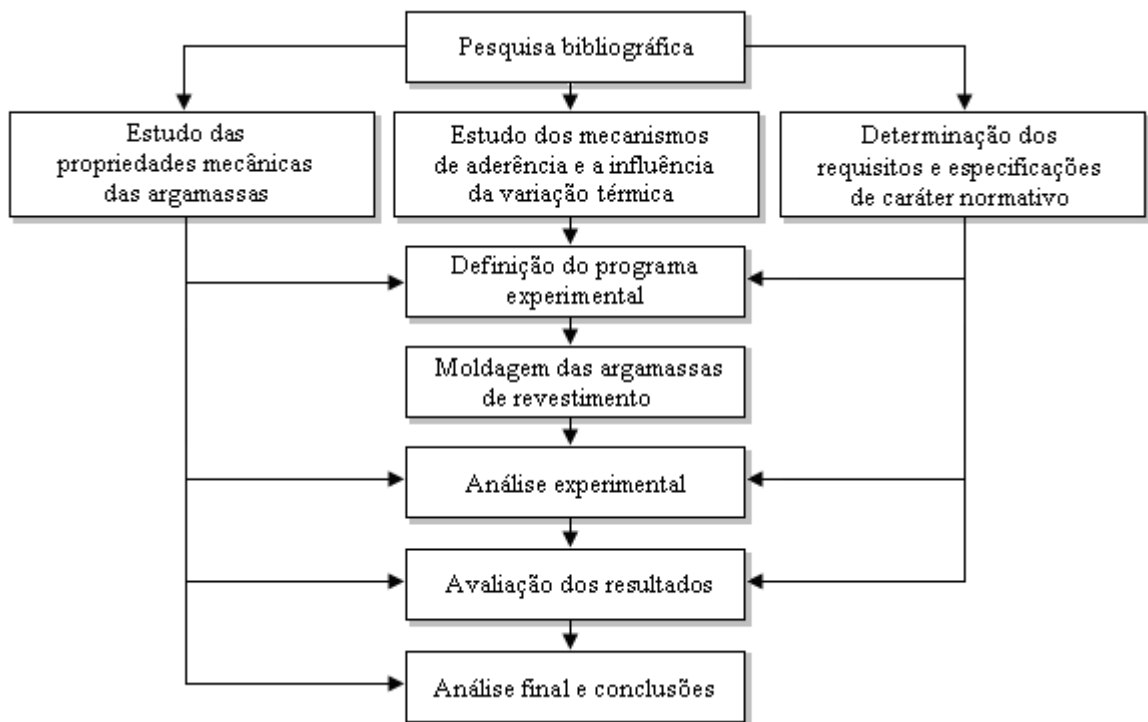 Pesquisa bibliográfica
Estudo das
propriedades mecânicas
das argamassas
Estudo dos mecanismos
de aderência e a influência
da variação térmica
Determinação dos
requisitos e especificações
de caráter normativo
Definição do programa
experimental
Moldagem das argamassas
de revestimento
Análise experimental
Avaliação dos resultados
Análise final e conclusões